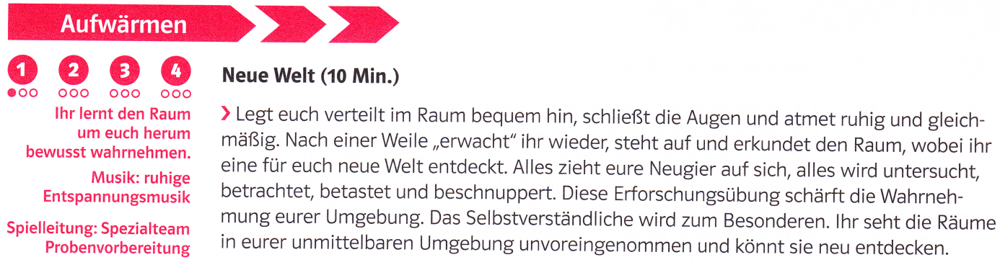 Aufwärmen
1 2 3 4
Ihr lernt den Raum
um euch herum
bewusst wahrnehmen.
Musik: ruhige
Entspannungsmusik
Spielleitung: Spezialteam
Probenvorbereitung
Neue Welt (10 Min.)
› Legt euch verteilt im Raum bequem hin, schließt die Augen und atmet ruhig und gleich-
mäßig. Nach einer Weile „erwacht“ ihr wieder, steht auf und erkundet den Raum, wobei ihr
eine für euch neue Welt entdeckt. Alles zieht eure Neugier auf sich, alles wird untersucht,
betrachtet, betastet und beschnuppert. Diese Erforschungsübung schärft die Wahrneh-
mung eurer Umgebung. Das Selbstverständliche wird zum Besonderen. Ihr seht die Räume
in eurer unmittelbaren Umgebung unvoreingenommen und könnt sie neu entdecken.